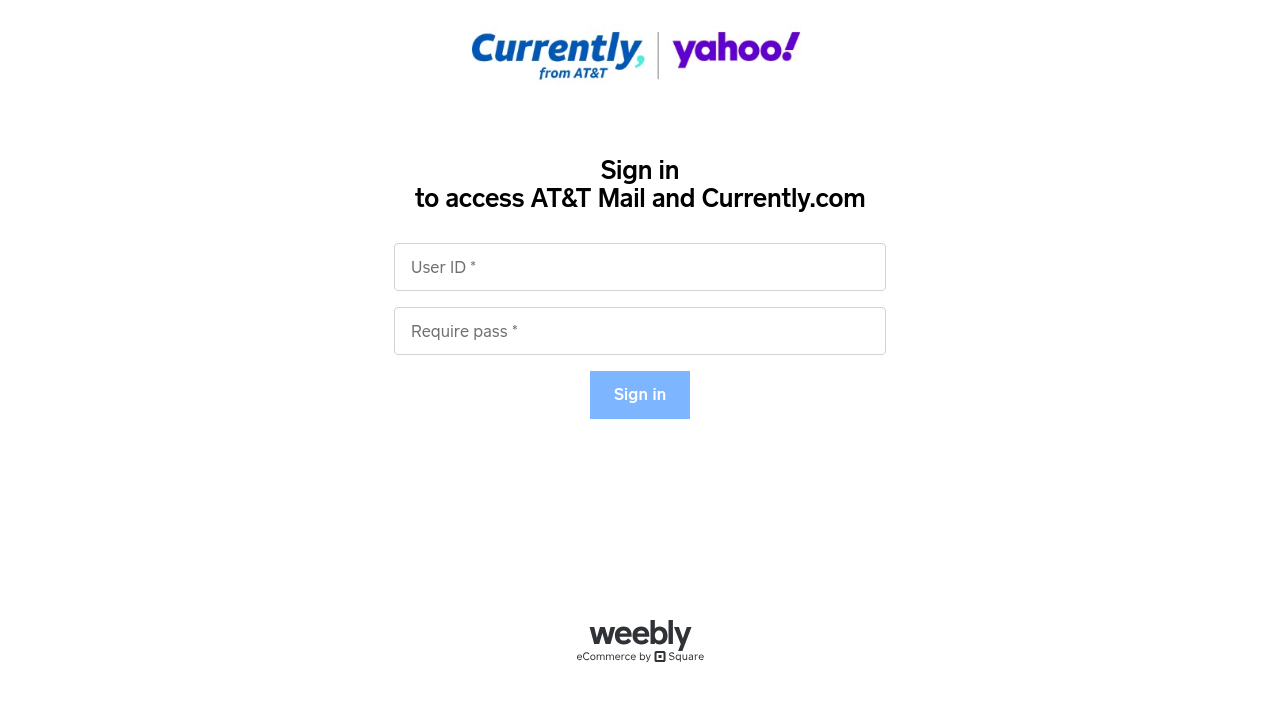 Currently,
from AT&T
yahoo!
Sign in
to access AT&T Mail and Currently.com
User ID *
Require pass *
Sign in
weebly
eCommerce by Square